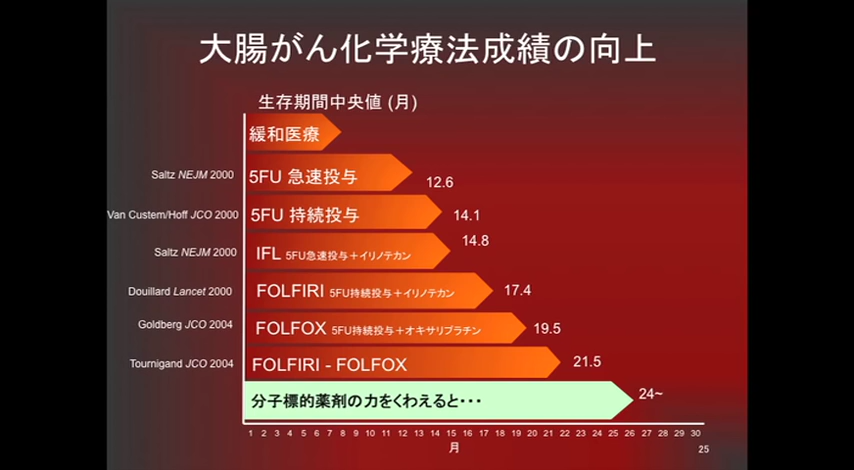 大腸がん化学療法成績の向上
生存期間中央値 (月)
緩和医療
Saltz NEJM 2000 5FU 急速投与 12.6
Van Custem/Hoff JCO 2000 5FU 持続投与 14.1
Saltz NEJM 2000 IFL 5FU急速投与＋イリノテカン 14.8
Douillard Lancet 2000 FOLFIRI 5FU持続投与＋イリノテカン 17.4
Goldberg JCO 2004 FOLFOX 5FU持続投与＋オキサリプラチン 19.5
Tournigand JCO 2004 FOLFIRI - FOLFOX 21.5
分子標的薬剤の力をくわえると・・・ 24~
1 2 3 4 5 6 7 8 9 10 11 12 13 14 15 16 17 18 19 20 21 22 23 24 25 26 27 28 29 30
月
25